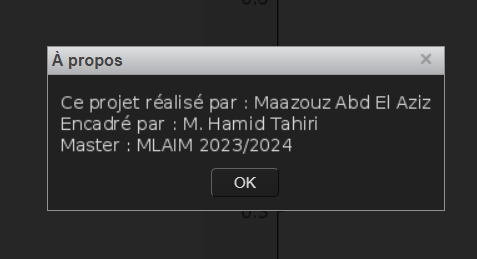 À propos
Ce projet réalisé par : Maazouz Abd El Aziz
Encadré par : M. Hamid Tahiri
Master : MLAIM 2023/2024
OK